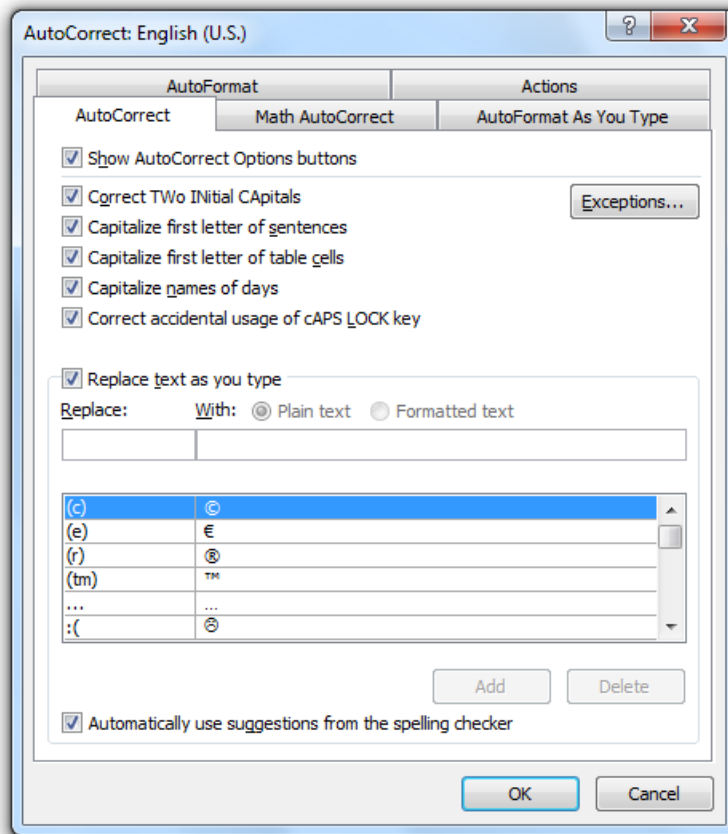 AutoCorrect: English (U.S.)
?
AutoFormat Actions
AutoCorrect Math AutoCorrect AutoFormat As You Type
Show AutoCorrect Options buttons
Correct TWo INitial CApitals Exceptions...
Capitalize first letter of sentences
Capitalize first letter of table cells
Capitalize names of days
Correct accidental usage of cAPS LOCK key
Replace text as you type
Replace: With: Plain text Formatted text
(c) ©
(e) €
(r) ®
(tm) ™
... …
:( ☹
Add Delete
Automatically use suggestions from the spelling checker
OK Cancel